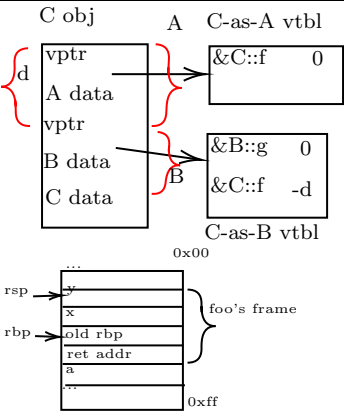 C obj
A
C-as-A vtbl
vptr
&C::f 0
d
A data
vptr
B data
B
C data
&B::g 0
&C::f -d
C-as-B vtbl
0x00
...
rsp
y
x
foo's frame
rbp
old rbp
ret addr
a
...
0xff